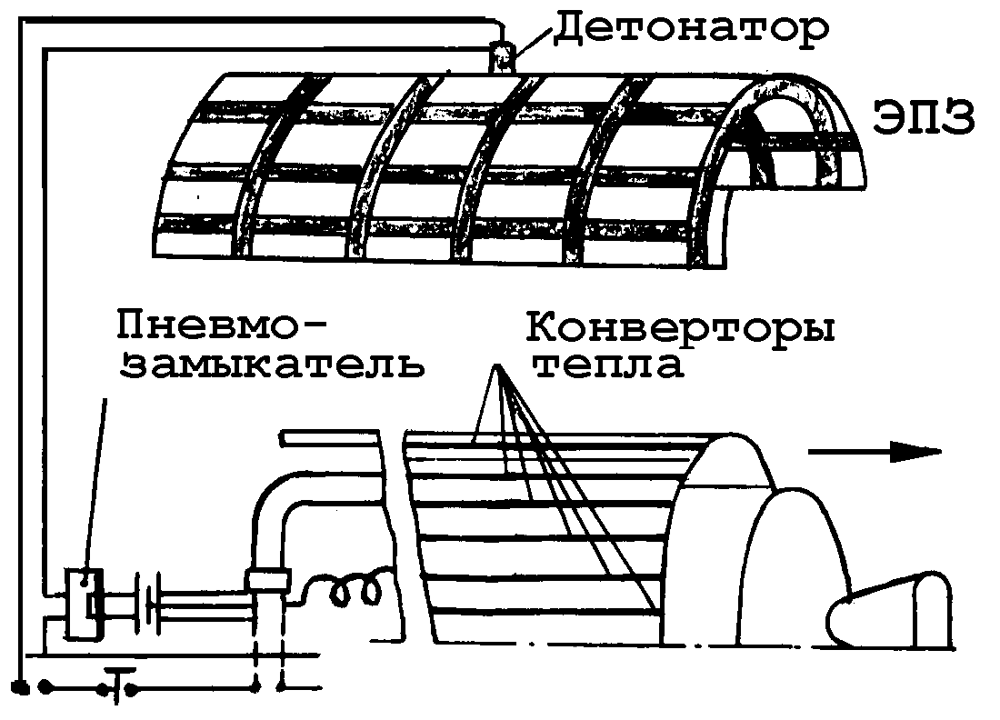 Детонатор
ЭПЗ
Пневмо-
замыкатель
Конверторы
тепла